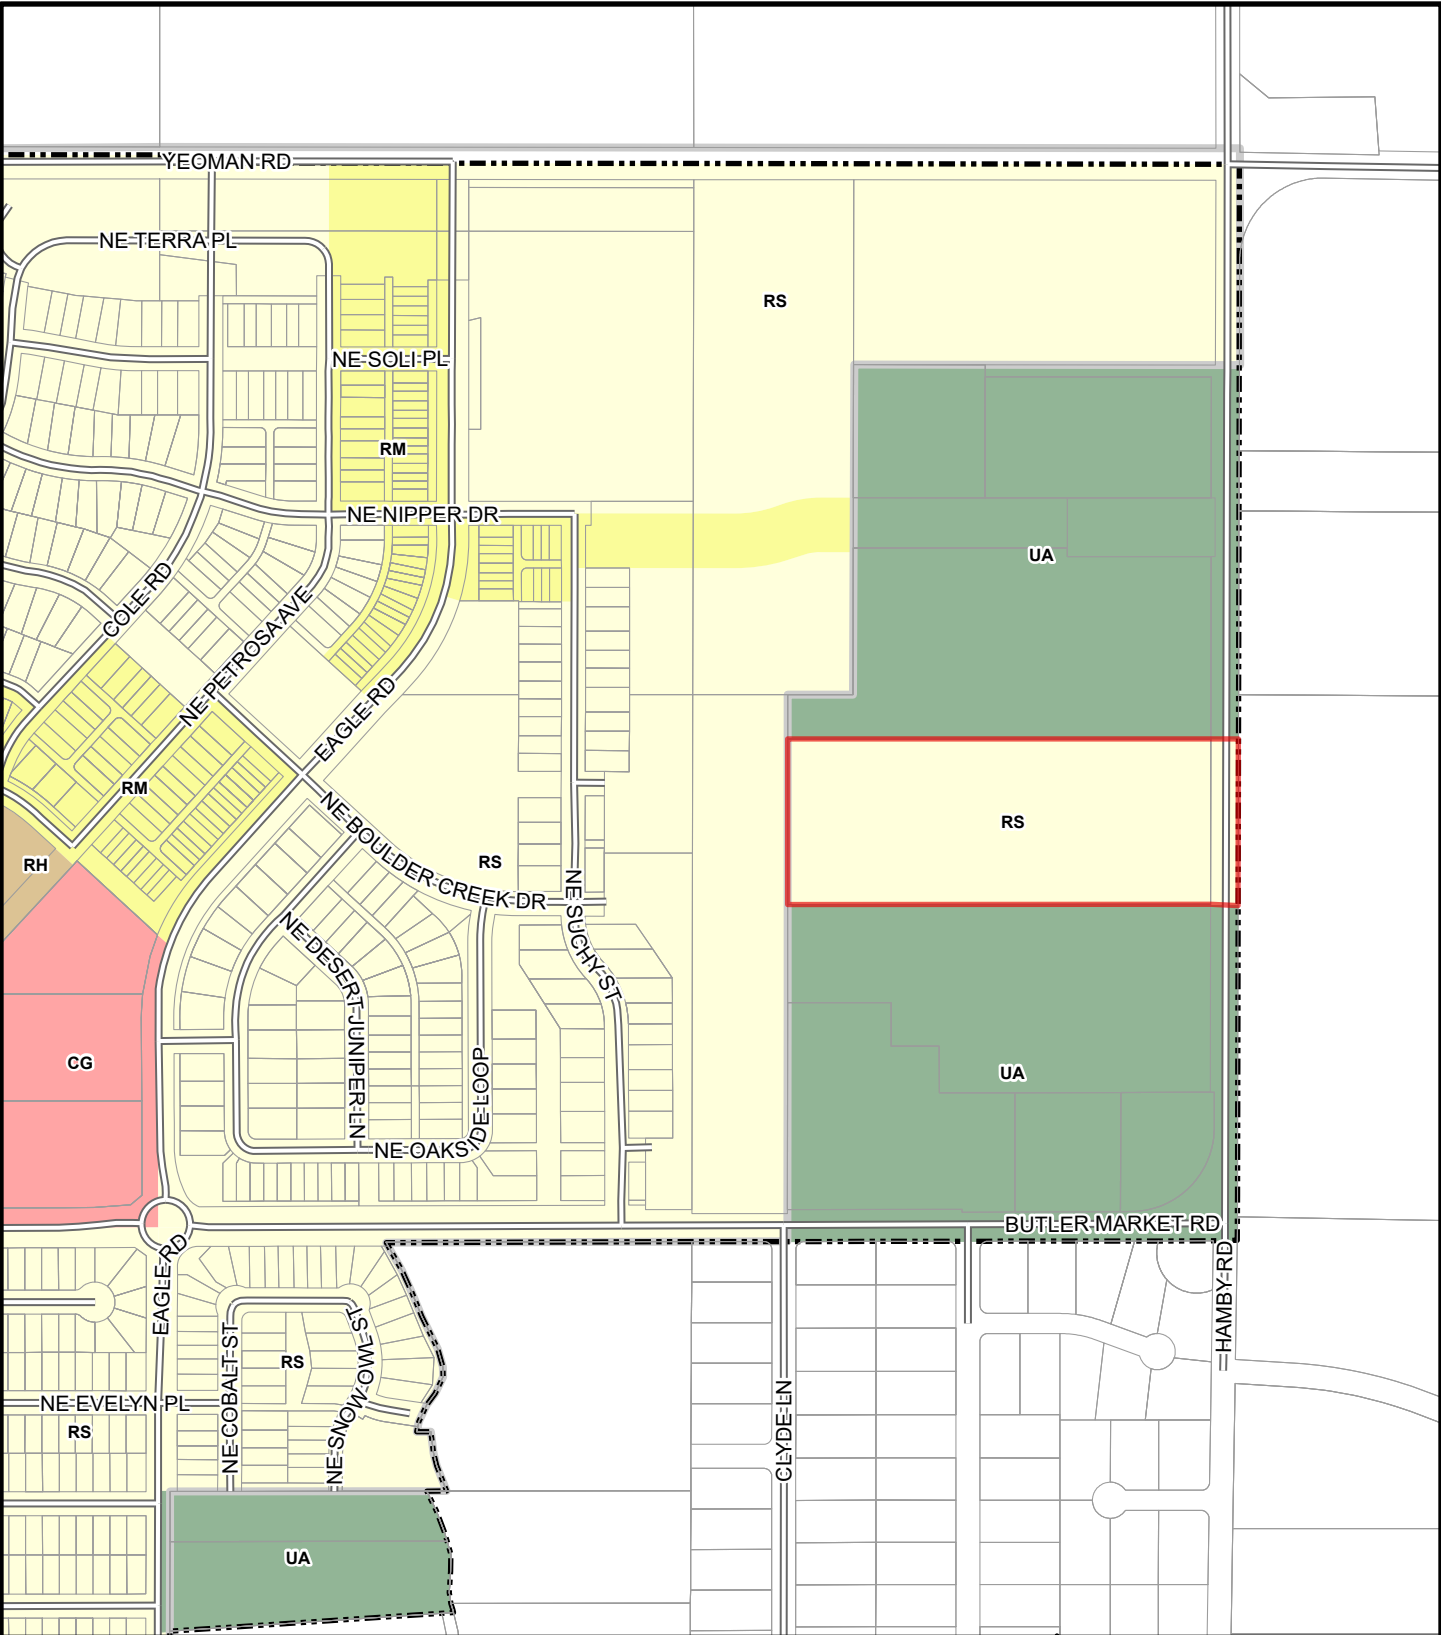 YEOMAN RD
NE TERRA PL
RS
NE SOLI PL
RM
NE NIPPER DR
UA
COLE RD
NE PETROSA AVE
EAGLE RD
RM
NE BOULDER CREEK DR
RS
RS
RH
NE SUCHY ST
NE DESERT JUNIPER LN
CG
UA
NE OAKSIDE LOOP
BUTLER MARKET RD
EAGLE RD
HAMBY RD
NE COBALT ST
RS
NE SNOW OWL ST
NE EVELYN PL
RS
CLYDE LN
UA